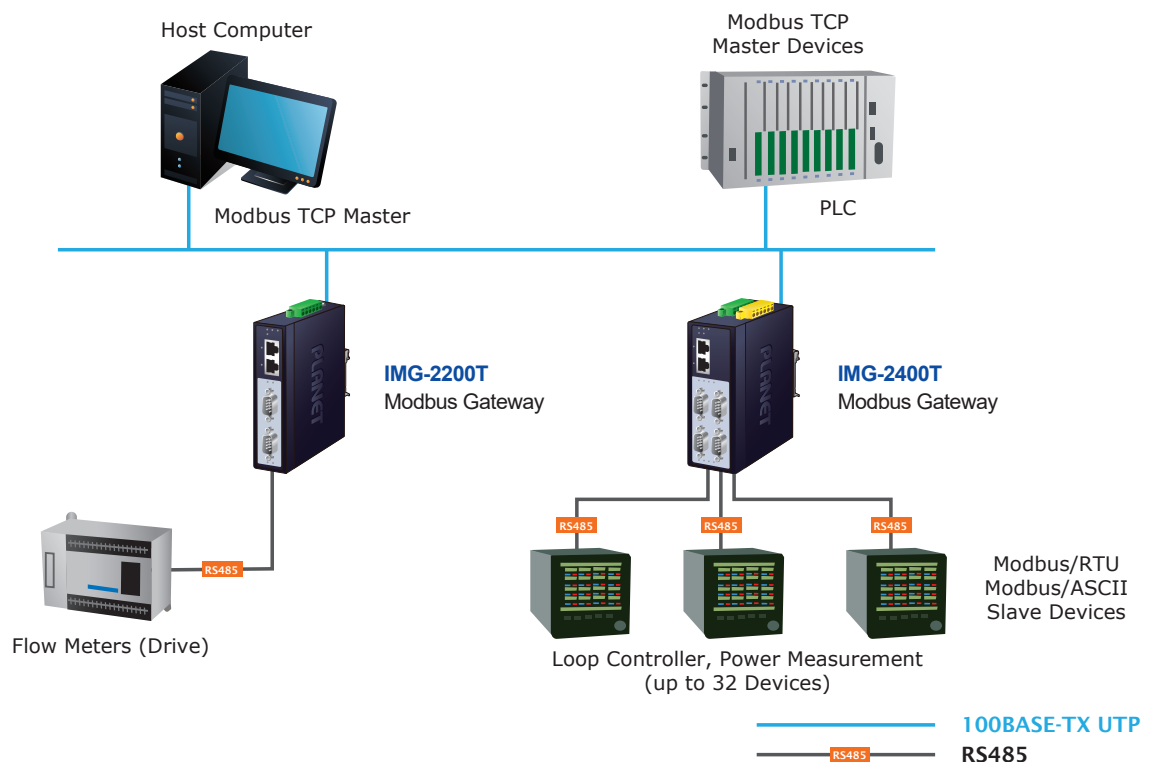 Host Computer
Modbus TCP
Master Devices
Modbus TCP Master
PLC
PLANET
IMG-2200T
Modbus Gateway
PLANET
IMG-2400T
Modbus Gateway
RS485
RS485
RS485
RS485
Modbus/RTU
Modbus/ASCII
Slave Devices
Flow Meters (Drive)
Loop Controller, Power Measurement
(up to 32 Devices)
100BASE-TX UTP
RS485
RS485